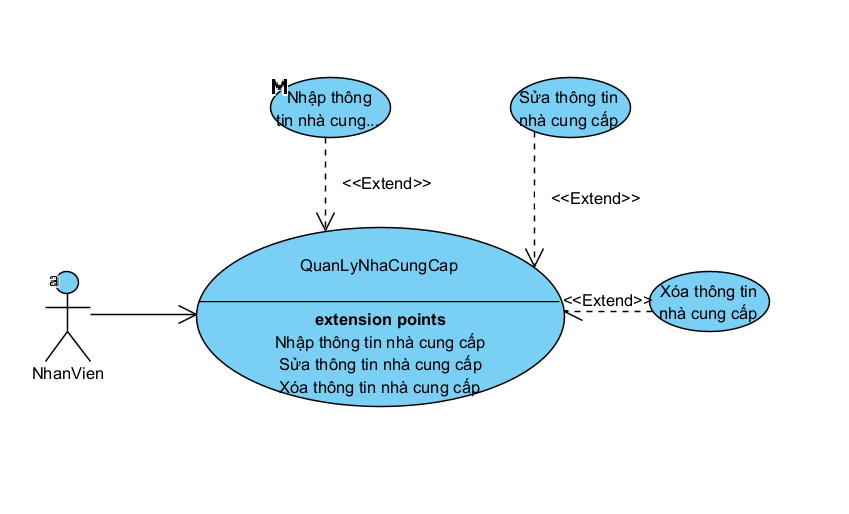 M
Nhập thông
tin nhà cung...
Sửa thông tin
nhà cung cấp
<<Extend>>
<<Extend>>
QuanLyNhaCungCap
<<Extend>>
Xóa thông tin
nhà cung cấp
a
extension points
Nhập thông tin nhà cung cấp
Sửa thông tin nhà cung cấp
Xóa thông tin nhà cung cấp
NhanVien